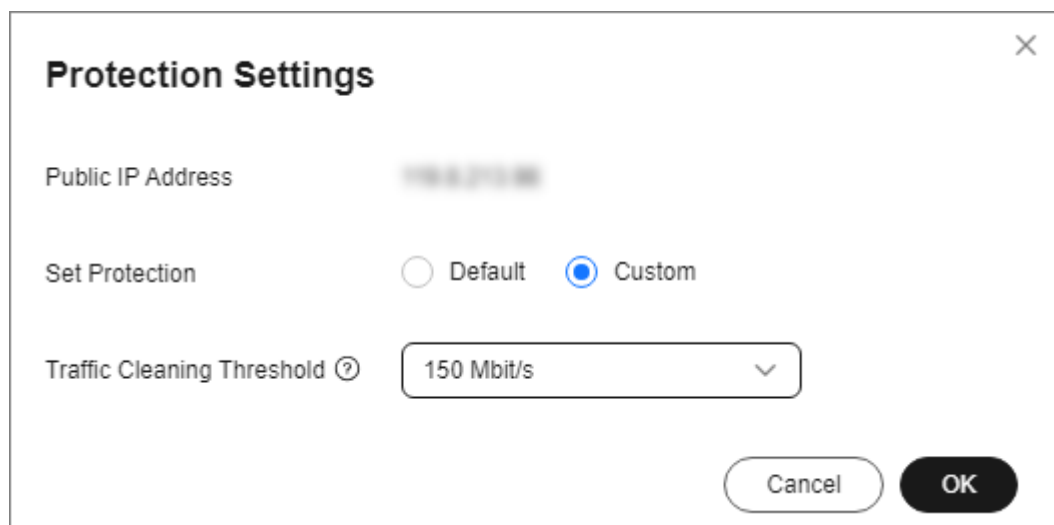 Protection Settings
Public IP Address
Set Protection Default Custom
Traffic Cleaning Threshold ? 150 Mbit/s
Cancel OK